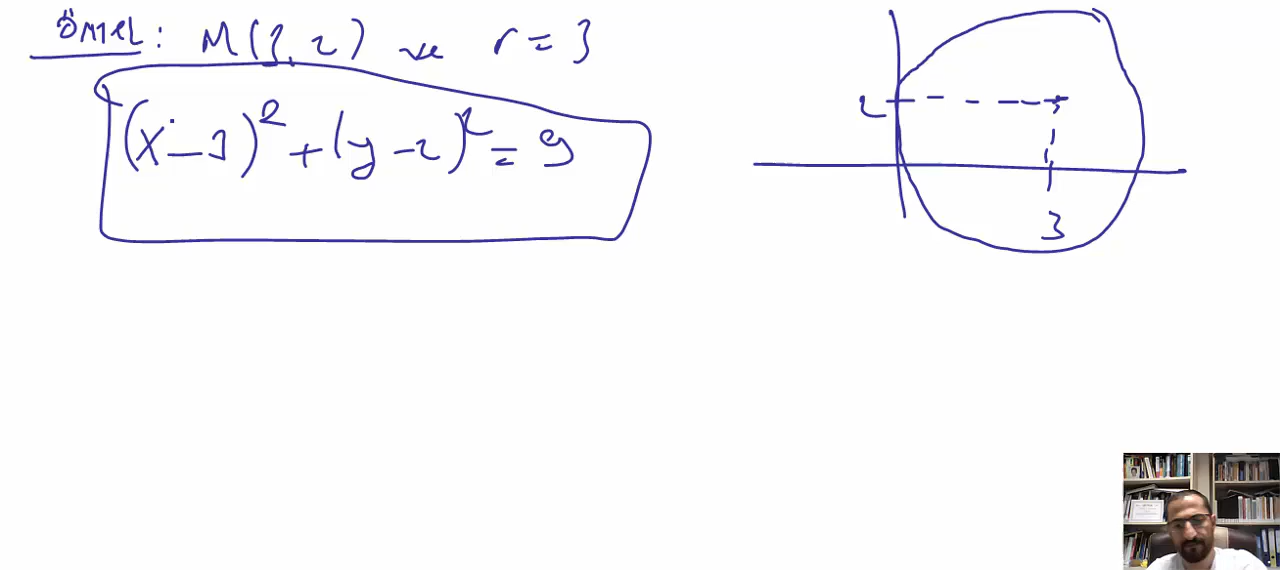 Örnek: M(3,2) ve r = 3
(x-3)² + (y-2)² = 9
2
3